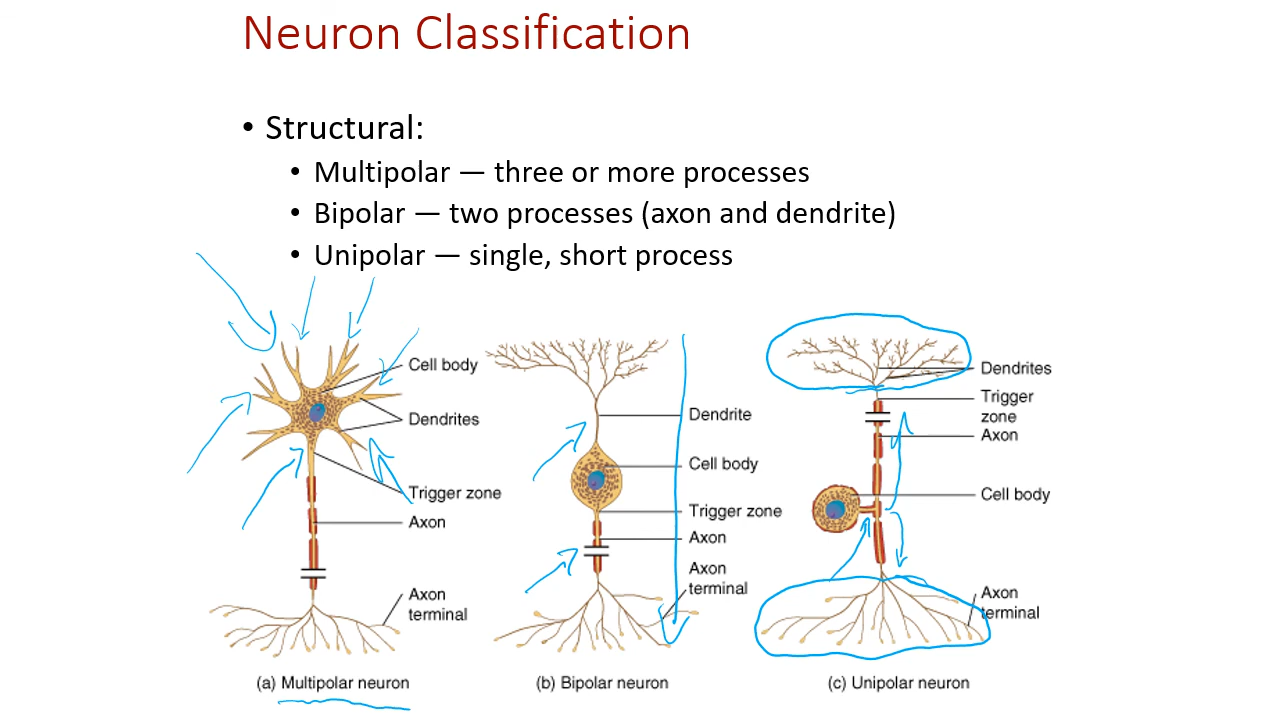 Neuron Classification
• Structural:
• Multipolar — three or more processes
• Bipolar — two processes (axon and dendrite)
• Unipolar — single, short process
Cell body
Dendrites
Trigger zone
Axon
Axon
terminal
(a) Multipolar neuron
Dendrite
Cell body
Trigger zone
Axon
Axon
terminal
(b) Bipolar neuron
Dendrites
Trigger
zone
Axon
Cell body
Axon
terminal
(c) Unipolar neuron